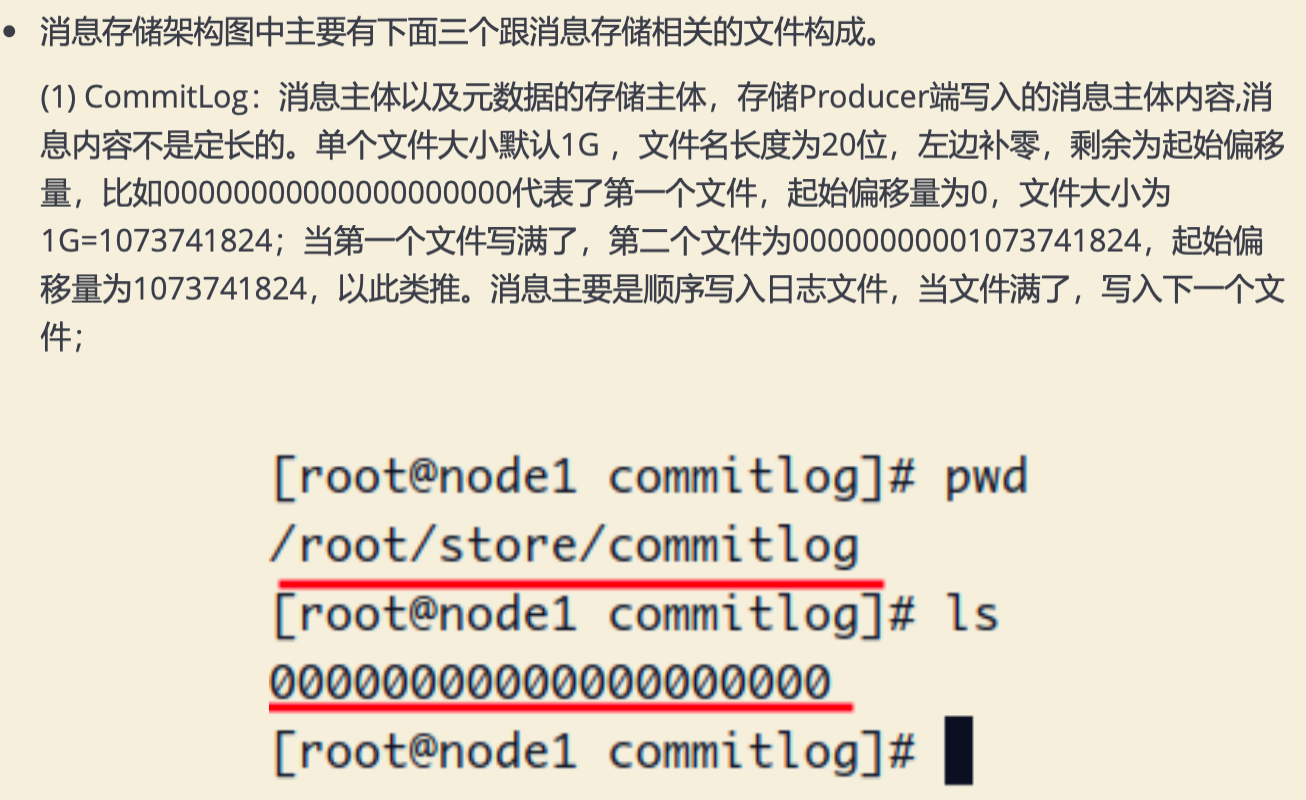 • 消息存储架构图中主要有下面三个跟消息存储相关的文件构成。
(1) CommitLog：消息主体以及元数据的存储主体，存储Producer端写入的消息主体内容,消
息内容不是定长的。单个文件大小默认1G ，文件名长度为20位，左边补零，剩余为起始偏移
量，比如00000000000000000000代表了第一个文件，起始偏移量为0，文件大小为
1G=1073741824；当第一个文件写满了，第二个文件为00000000001073741824，起始偏
移量为1073741824，以此类推。消息主要是顺序写入日志文件，当文件满了，写入下一个文
件；
[root@node1 commitlog]# pwd
/root/store/commitlog
[root@node1 commitlog]# ls
00000000000000000000
[root@node1 commitlog]#